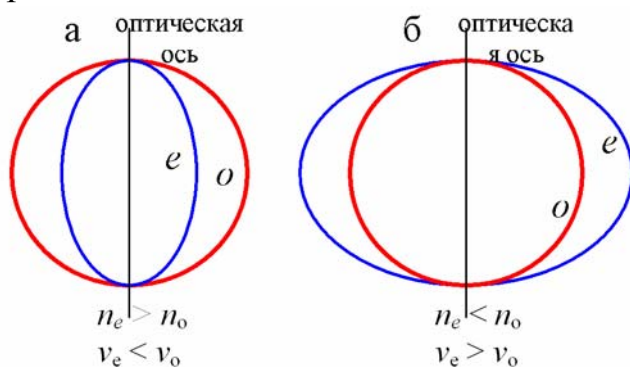 а
оптическая
ось
e
o
n_e > n_o
v_e < v_o
б
оптическа
я ось
e
o
n_e < n_o
v_e > v_o